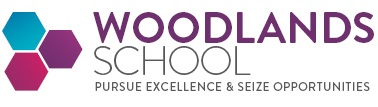 WOODLANDS
SCHOOL
PURSUE EXCELLENCE & SEIZE OPPORTUNITIES